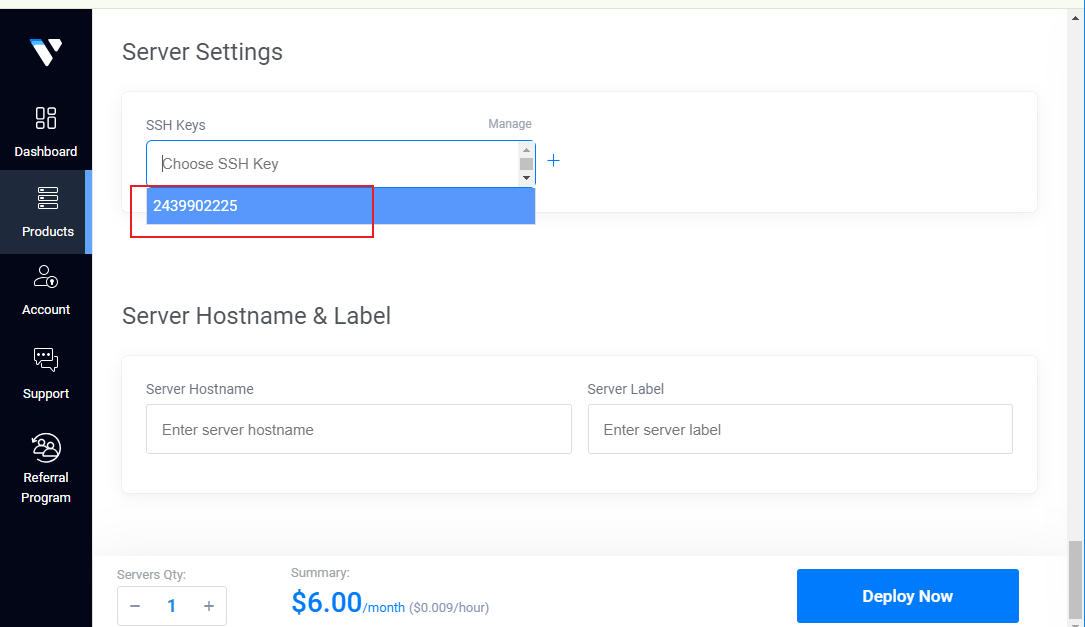 Server Settings
SSH Keys
Manage
Choose SSH Key
2439902225
Dashboard
Products
Account
Support
Referral
Program
Server Hostname & Label
Server Hostname
Server Label
Enter server hostname
Enter server label
Servers Qty:
− 1 +
Summary:
$6.00/month ($0.009/hour)
Deploy Now